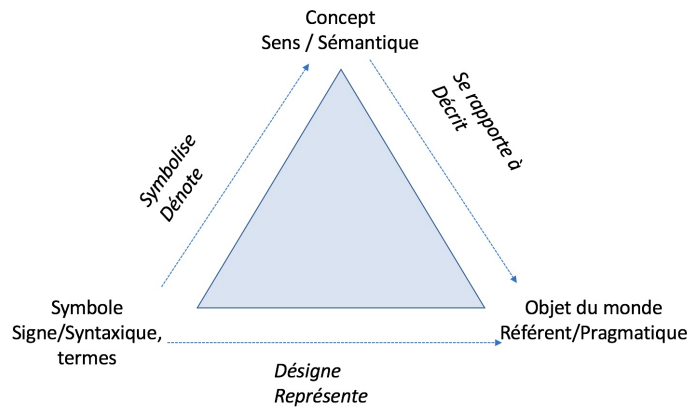 Concept
Sens / Sémantique
Symbolise
Dénote
Se rapporte à
Décrit
Symbole
Signe/Syntaxique,
termes
Objet du monde
Référent/Pragmatique
Désigne
Représente